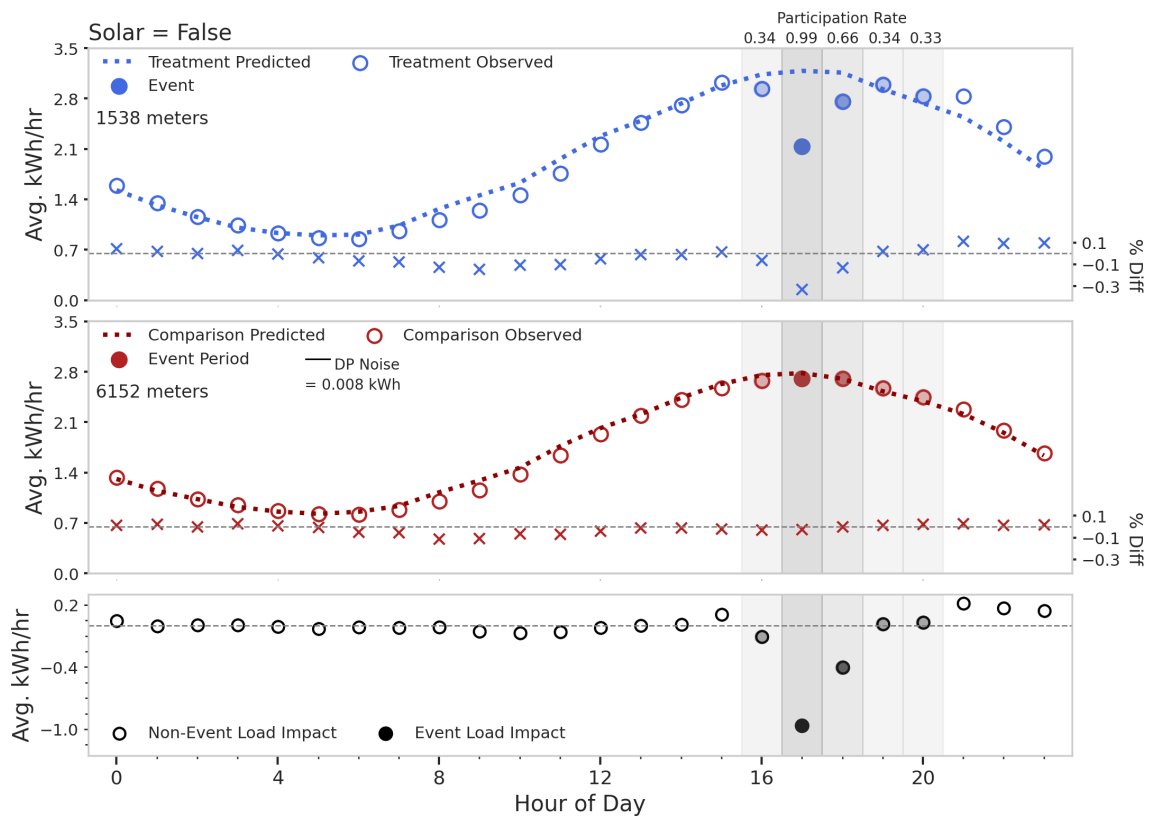 Participation Rate
Solar = False
0.34 0.99 0.66 0.34 0.33
3.5
Treatment Predicted Treatment Observed
Event
2.8
1538 meters
2.1
1.4
0.7
0.0
Avg. kWh/hr
0.1
−0.1
−0.3
% Diff
3.5
Comparison Predicted Comparison Observed
Event Period DP Noise
= 0.008 kWh
2.8
6152 meters
2.1
1.4
0.7
0.0
Avg. kWh/hr
0.1
−0.1
−0.3
% Diff
0.2
−0.4
−1.0
Avg. kWh/hr
Non-Event Load Impact Event Load Impact
0 4 8 12 16 20
Hour of Day